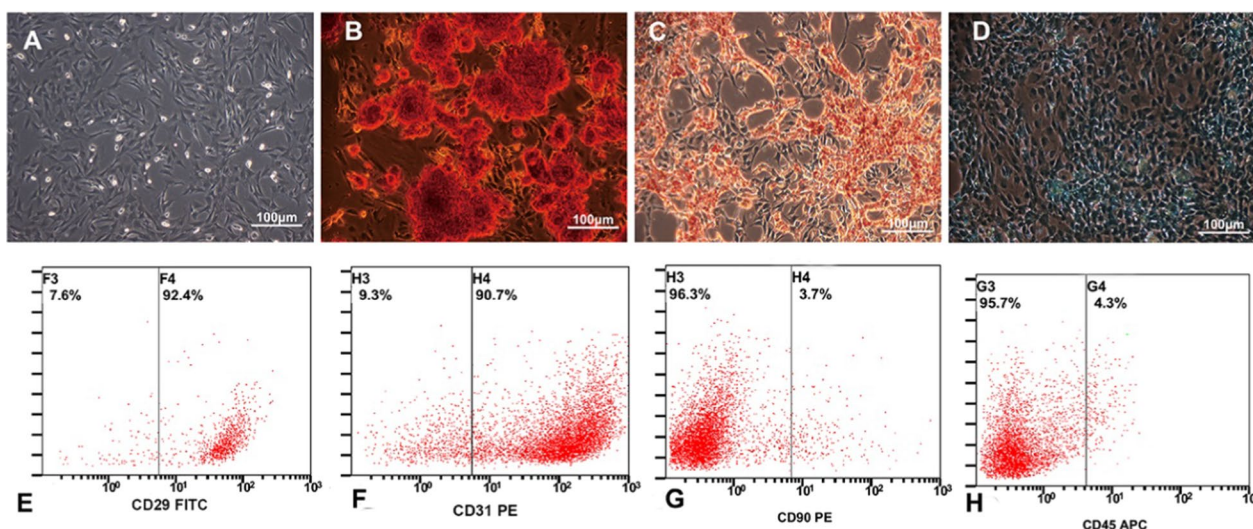 A
100μm
B
100μm
C
100μm
D
100μm
F3
7.6%
F4
92.4%
10⁰
10¹
10²
10³
CD29 FITC
E
H3
9.3%
H4
90.7%
10⁰
10¹
10²
10³
CD31 PE
F
H3
96.3%
H4
3.7%
10⁰
10¹
10²
10³
CD90 PE
G
G3
95.7%
G4
4.3%
10⁰
10¹
10²
10³
CD45 APC
H